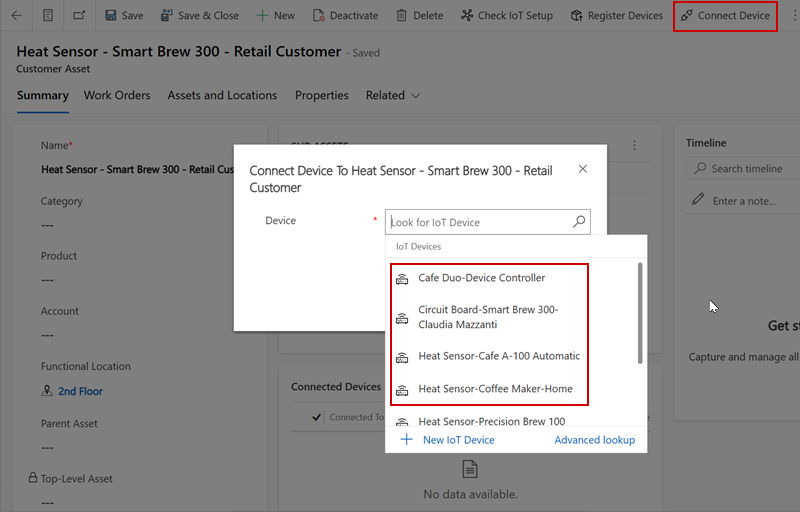 Save
Save & Close
New
Deactivate
Delete
Check IoT Setup
Register Devices
Connect Device
Heat Sensor - Smart Brew 300 - Retail Customer - Saved
Customer Asset
Summary
Work Orders
Assets and Locations
Properties
Related
Name*
Heat Sensor - Smart Brew 300 - Retail Cus
Category
---
Product
---
Account
---
Functional Location
2nd Floor
Parent Asset
---
Top-Level Asset
---
SUB ASSETS
Connect Device To Heat Sensor - Smart Brew 300 - Retail
Customer
Device *
Look for IoT Device
IoT Devices
Cafe Duo-Device Controller
Circuit Board-Smart Brew 300-
Claudia Mazzanti
Heat Sensor-Cafe A-100 Automatic
Heat Sensor-Coffee Maker-Home
Heat Sensor-Precision Brew 100
New IoT Device
Advanced lookup
Connected Devices
Connected To
No data available.
Timeline
Search timeline
Enter a note...
Get st
Capture and manage all